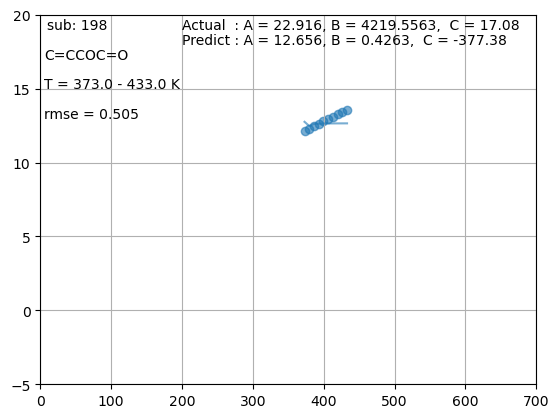 sub: 198
Actual  : A = 22.916, B = 4219.5563,  C = 17.08
Predict : A = 12.656, B = 0.4263,  C = -377.38
C=CCOC=O
T = 373.0 - 433.0 K
rmse = 0.505
20
15
10
5
0
−5
0 100 200 300 400 500 600 700